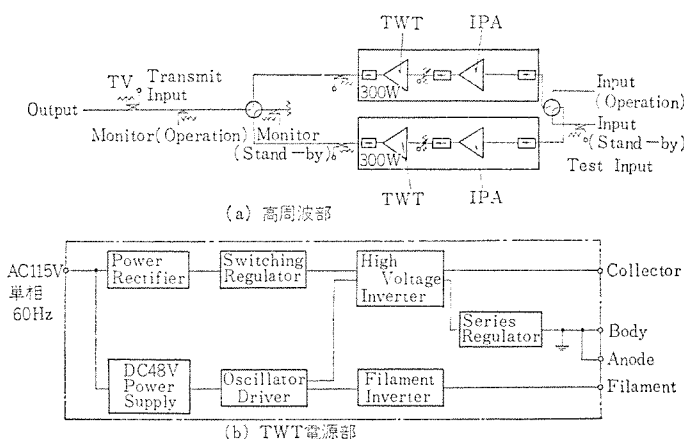 TWT
IPA
TV
Transmit
Input
Output
Monitor(Operation)
Monitor
(Stand-by)
300W
300W
Input
(Operation)
Input
(Stand-by)
Test Input
TWT
IPA
(a) 高周波部
AC115V
単相
60Hz
Power
Rectifier
Switching
Regulator
High
Voltage
Inverter
Collector
Series
Regulator
Body
Anode
DC48V
Power
Supply
Oscillator
Driver
Filament
Inverter
Filament
(b) TWT電源部